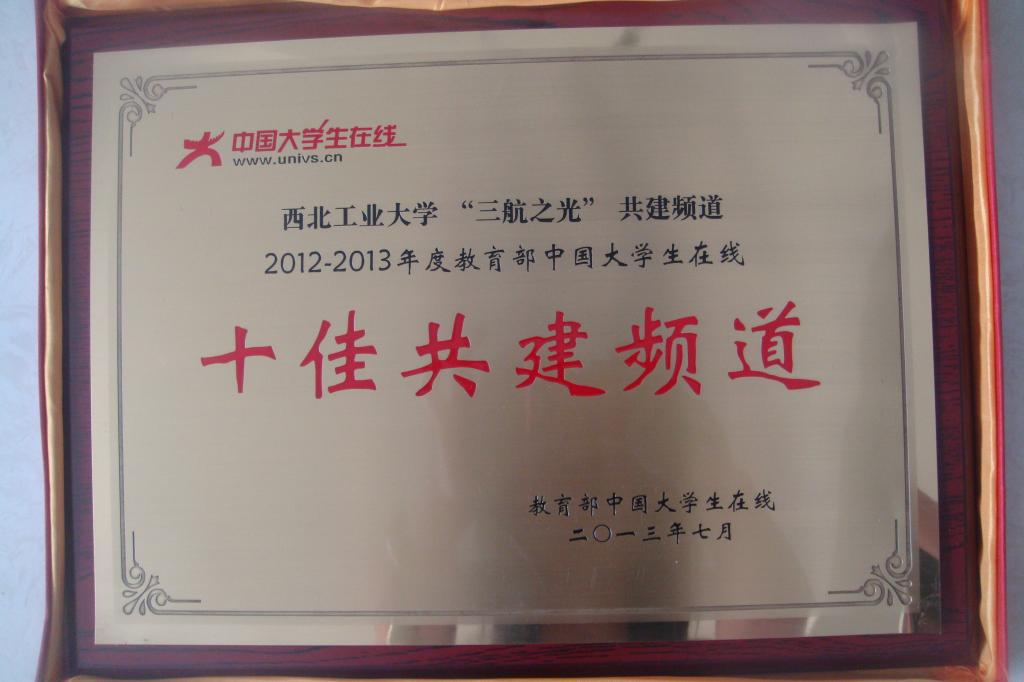 中国大学生在线
www.univs.cn
西北工业大学 “三航之光” 共建频道
2012-2013年度教育部中国大学生在线
十佳共建频道
教育部中国大学生在线
二〇一三年七月